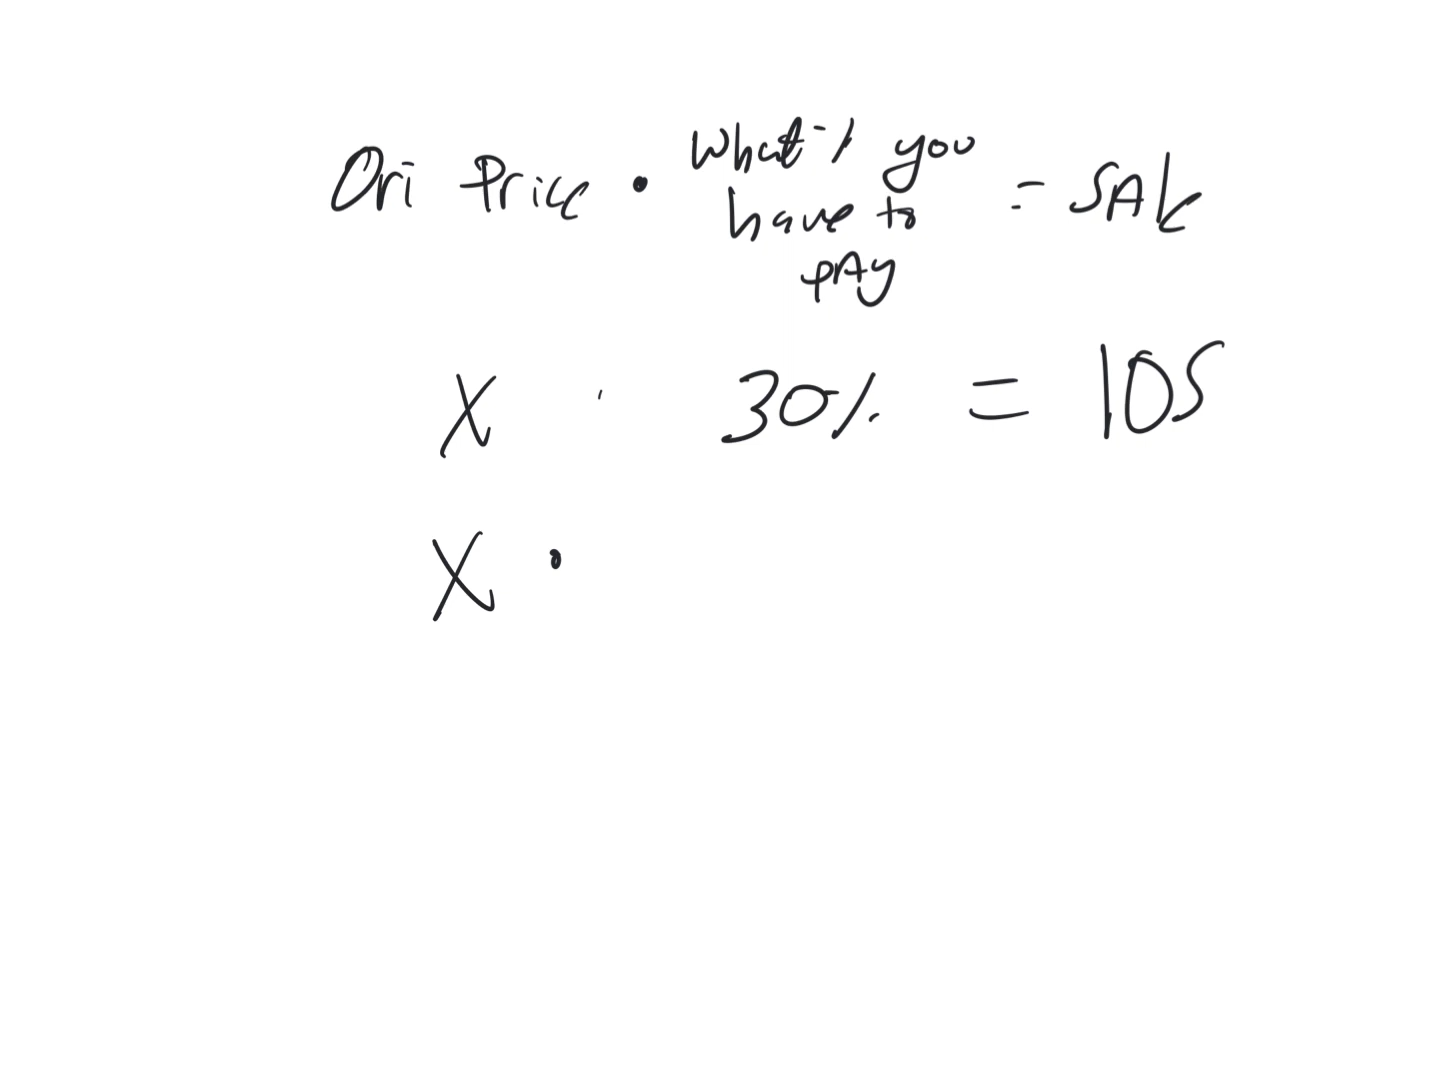 Ori Price • What % you have to pay = SALE
X · 30% = 105
X •